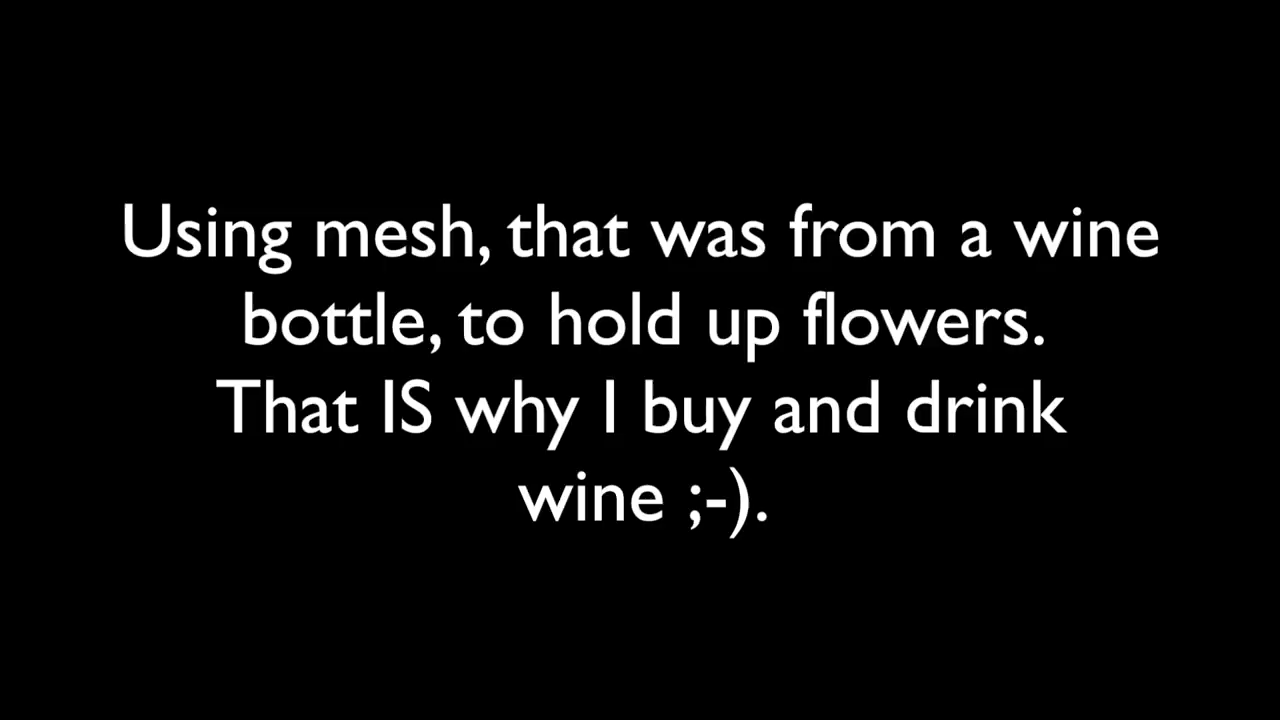 Using mesh, that was from a wine
bottle, to hold up flowers.
That IS why I buy and drink
wine ;-).